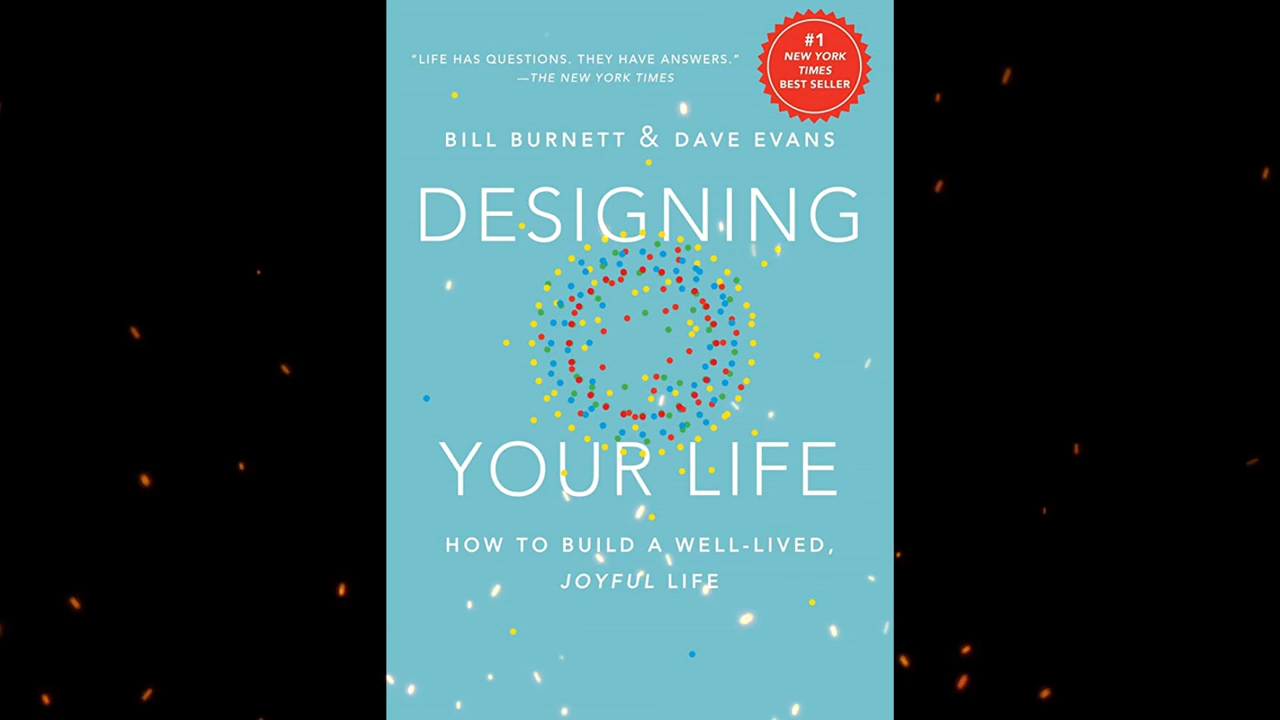 "LIFE HAS QUESTIONS. THEY HAVE ANSWERS."
—THE NEW YORK TIMES
#1
NEW YORK
TIMES
BEST SELLER
BILL BURNETT & DAVE EVANS
DESIGNING
YOUR LIFE
HOW TO BUILD A WELL-LIVED,
JOYFUL LIFE